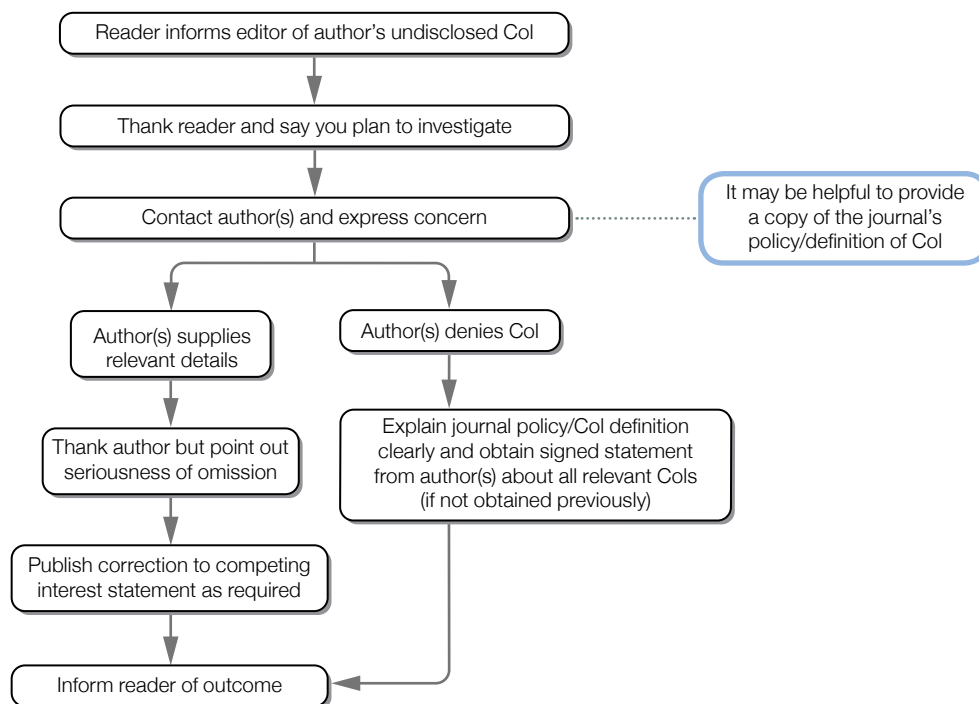 Reader informs editor of author's undisclosed CoI
Thank reader and say you plan to investigate
Contact author(s) and express concern
It may be helpful to provide
a copy of the journal's
policy/definition of CoI
Author(s) supplies
relevant details
Author(s) denies CoI
Thank author but point out
seriousness of omission
Explain journal policy/CoI definition
clearly and obtain signed statement
from author(s) about all relevant CoIs
(if not obtained previously)
Publish correction to competing
interest statement as required
Inform reader of outcome